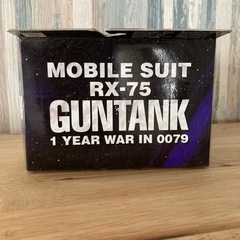 MOBILE SUIT
RX-75
GUNTANK
1 YEAR WAR IN 0079